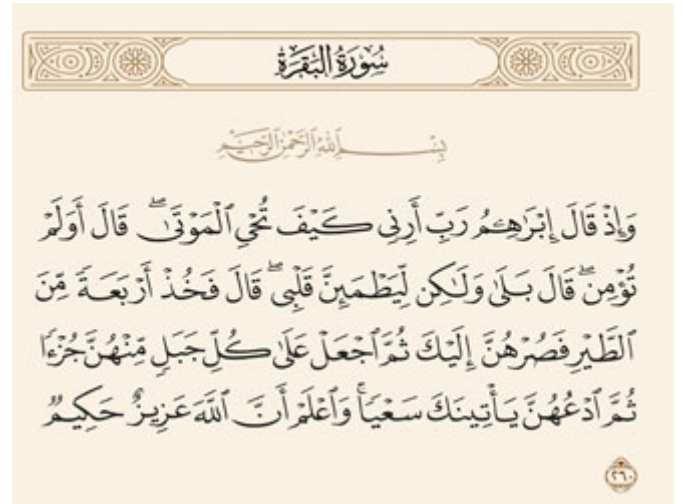 سُورَةُ الْبَقَرَةِ
بِسْمِ ٱللَّهِ ٱلرَّحْمَٰنِ ٱلرَّحِيمِ
وَإِذْ قَالَ إِبْرَٰهِـۧمُ رَبِّ أَرِنِى كَيْفَ تُحْىِ ٱلْمَوْتَىٰ ۖ قَالَ أَوَلَمْ
تُؤْمِن ۖ قَالَ بَلَىٰ وَلَـٰكِن لِّيَطْمَئِنَّ قَلْبِى ۖ قَالَ فَخُذْ أَرْبَعَةً مِّنَ
ٱلطَّيْرِ فَصُرْهُنَّ إِلَيْكَ ثُمَّ ٱجْعَلْ عَلَىٰ كُلِّ جَبَلٍ مِّنْهُنَّ جُزْءًا
ثُمَّ ٱدْعُهُنَّ يَأْتِينَكَ سَعْيًا ۚ وَٱعْلَمْ أَنَّ ٱللَّهَ عَزِيزٌ حَكِيمٌ
٢٦٠